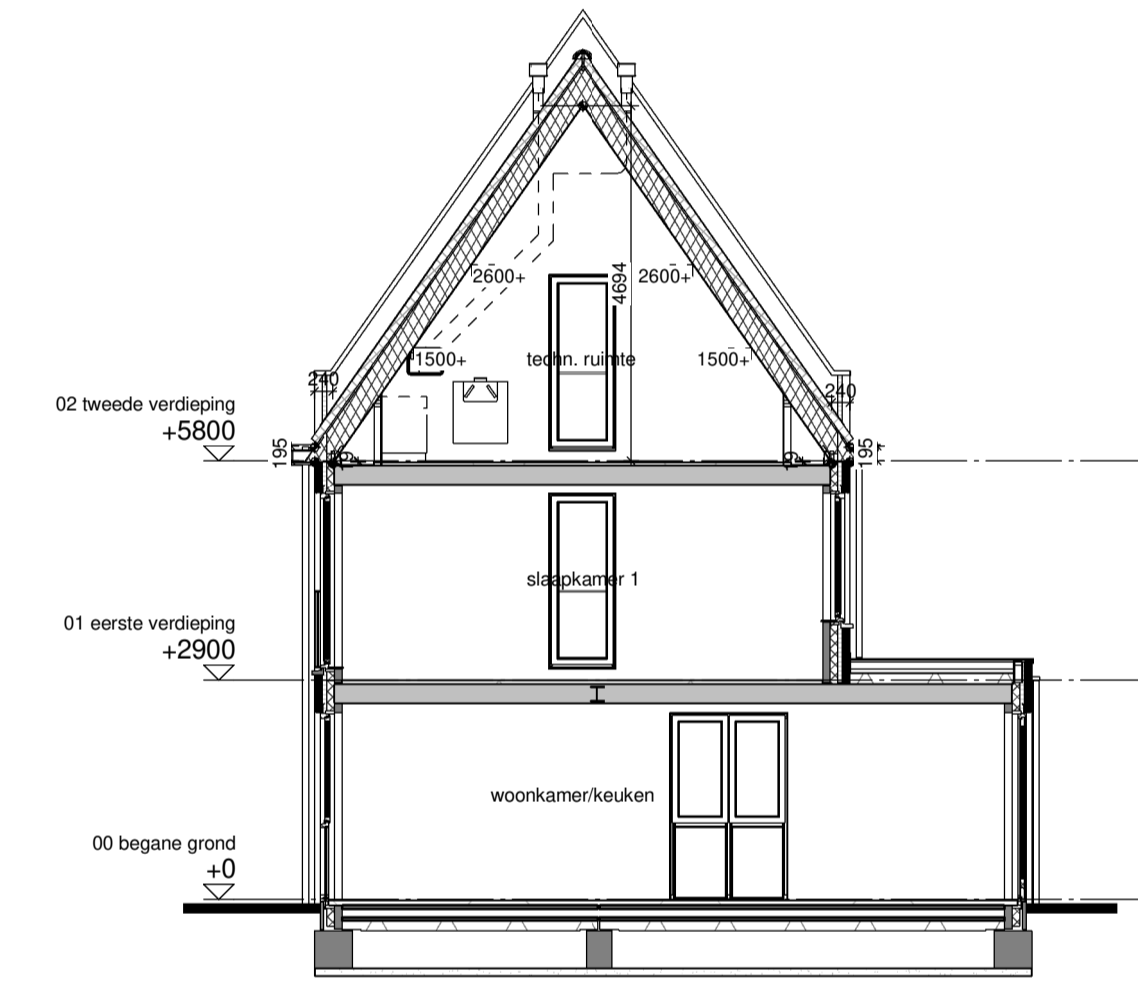 2600+
4694
2600+
1500+
techn. ruimte
1500+
240
240
02 tweede verdieping
+5800
195
195
slaapkamer 1
01 eerste verdieping
+2900
woonkamer/keuken
00 begane grond
+0